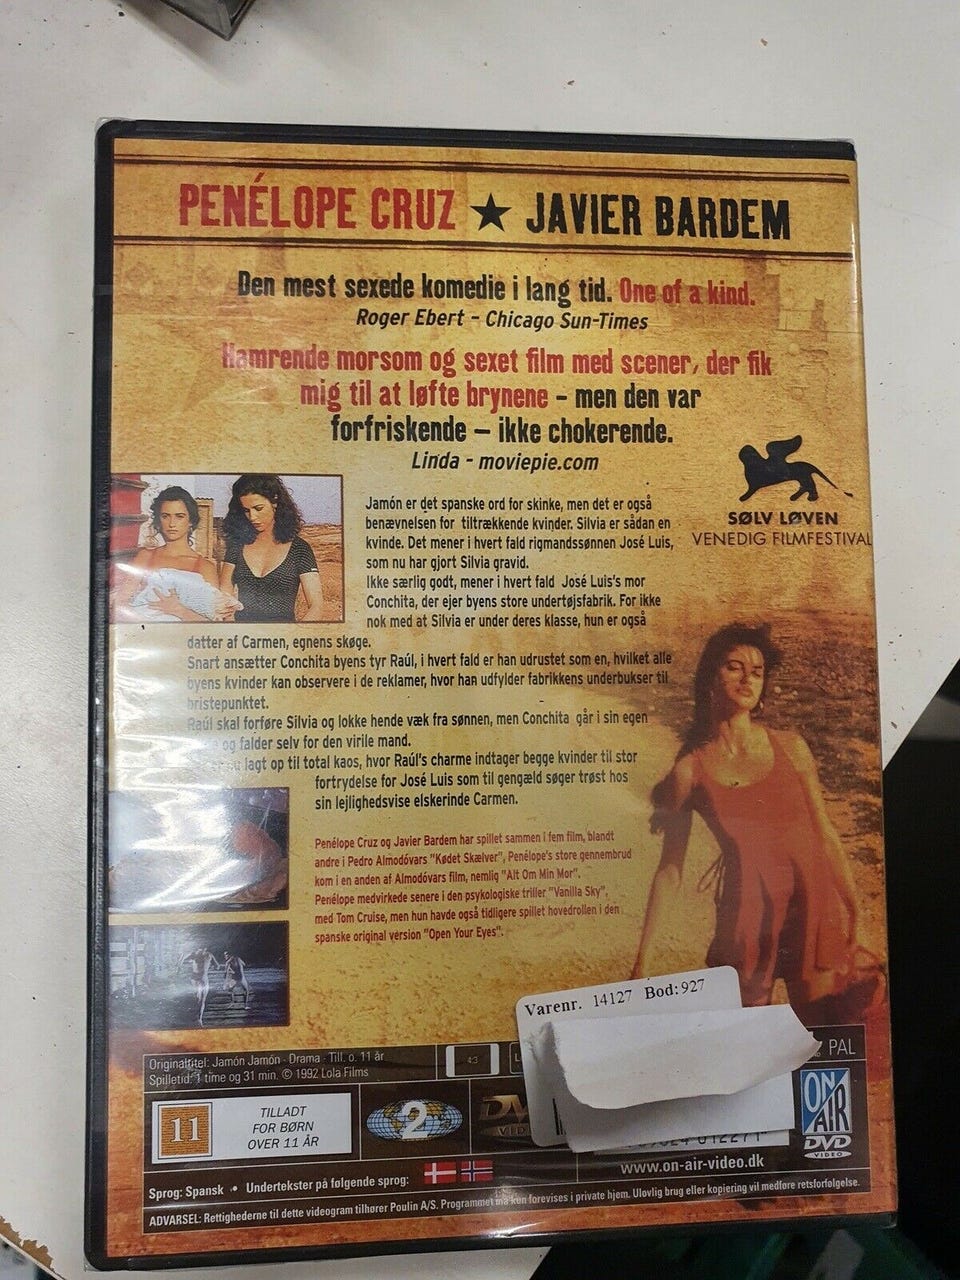 PENÉLOPE CRUZ ★ JAVIER BARDEM
Den mest sexede komedie i lang tid. One of a kind.
Roger Ebert - Chicago Sun-Times
Hamrende morsom og sexet film med scener, der fik
mig til at løfte brynene - men den var
forfriskende – ikke chokerende.
Linda - moviepie.com
SØLV LØVEN
VENEDIG FILMFESTIVAL
Jamón er det spanske ord for skinke, men det er også
benævnelsen for tiltrækkende kvinder. Silvia er sådan en
kvinde. Det mener i hvert fald rigmandssønnen José Luis,
som nu har gjort Silvia gravid.
Ikke særlig godt, mener i hvert fald José Luis's mor
Conchita, der ejer byens store undertøjsfabrik. For ikke
nok med at Silvia er under deres klasse, hun er også
datter af Carmen, egnens skøge.
Snart ansætter Conchita byens tyr Raúl, i hvert fald er han udrustet som en, hvilket alle
byens kvinder kan observere i de reklamer, hvor han udfylder fabrikkens underbukser til
bristepunktet.
Raúl skal forføre Silvia og lokke hende væk fra sønnen, men Conchita går i sin egen
og falder selv for den virile mand.
nu lagt op til total kaos, hvor Raúl's charme indtager begge kvinder til stor
fortrydelse for José Luis som til gengæld søger trøst hos
sin lejlighedsvise elskerinde Carmen.
Penélope Cruz og Javier Bardem har spillet sammen i fem film, blandt
andre i Pedro Almodóvars "Kødet Skælver", Penélope's store gennembrud
kom i en anden af Almodóvars film, nemlig "Alt Om Min Mor".
Penélope medvirkede senere i den psykologiske triller "Vanilla Sky",
med Tom Cruise, men hun havde også tidligere spillet hovedrollen i den
spanske original version "Open Your Eyes".
Varenr. 14127 Bod:927
Originaltitel: Jamón Jamón - Drama - Till. o. 11 år
Spilletid: 1 time og 31 min. © 1992 Lola Films
4:3
PAL
11
TILLADT
FOR BØRN
OVER 11 ÅR
2
DV
VID
ON
AIR
DVD
VIDEO
www.on-air-video.dk
Sprog: Spansk • Undertekster på følgende sprog:
ADVARSEL: Rettighederne til dette videogram tilhører Poulin A/S. Programmet må kun forevises i private hjem. Ulovlig brug eller kopiering vil medføre retsforfølgelse.